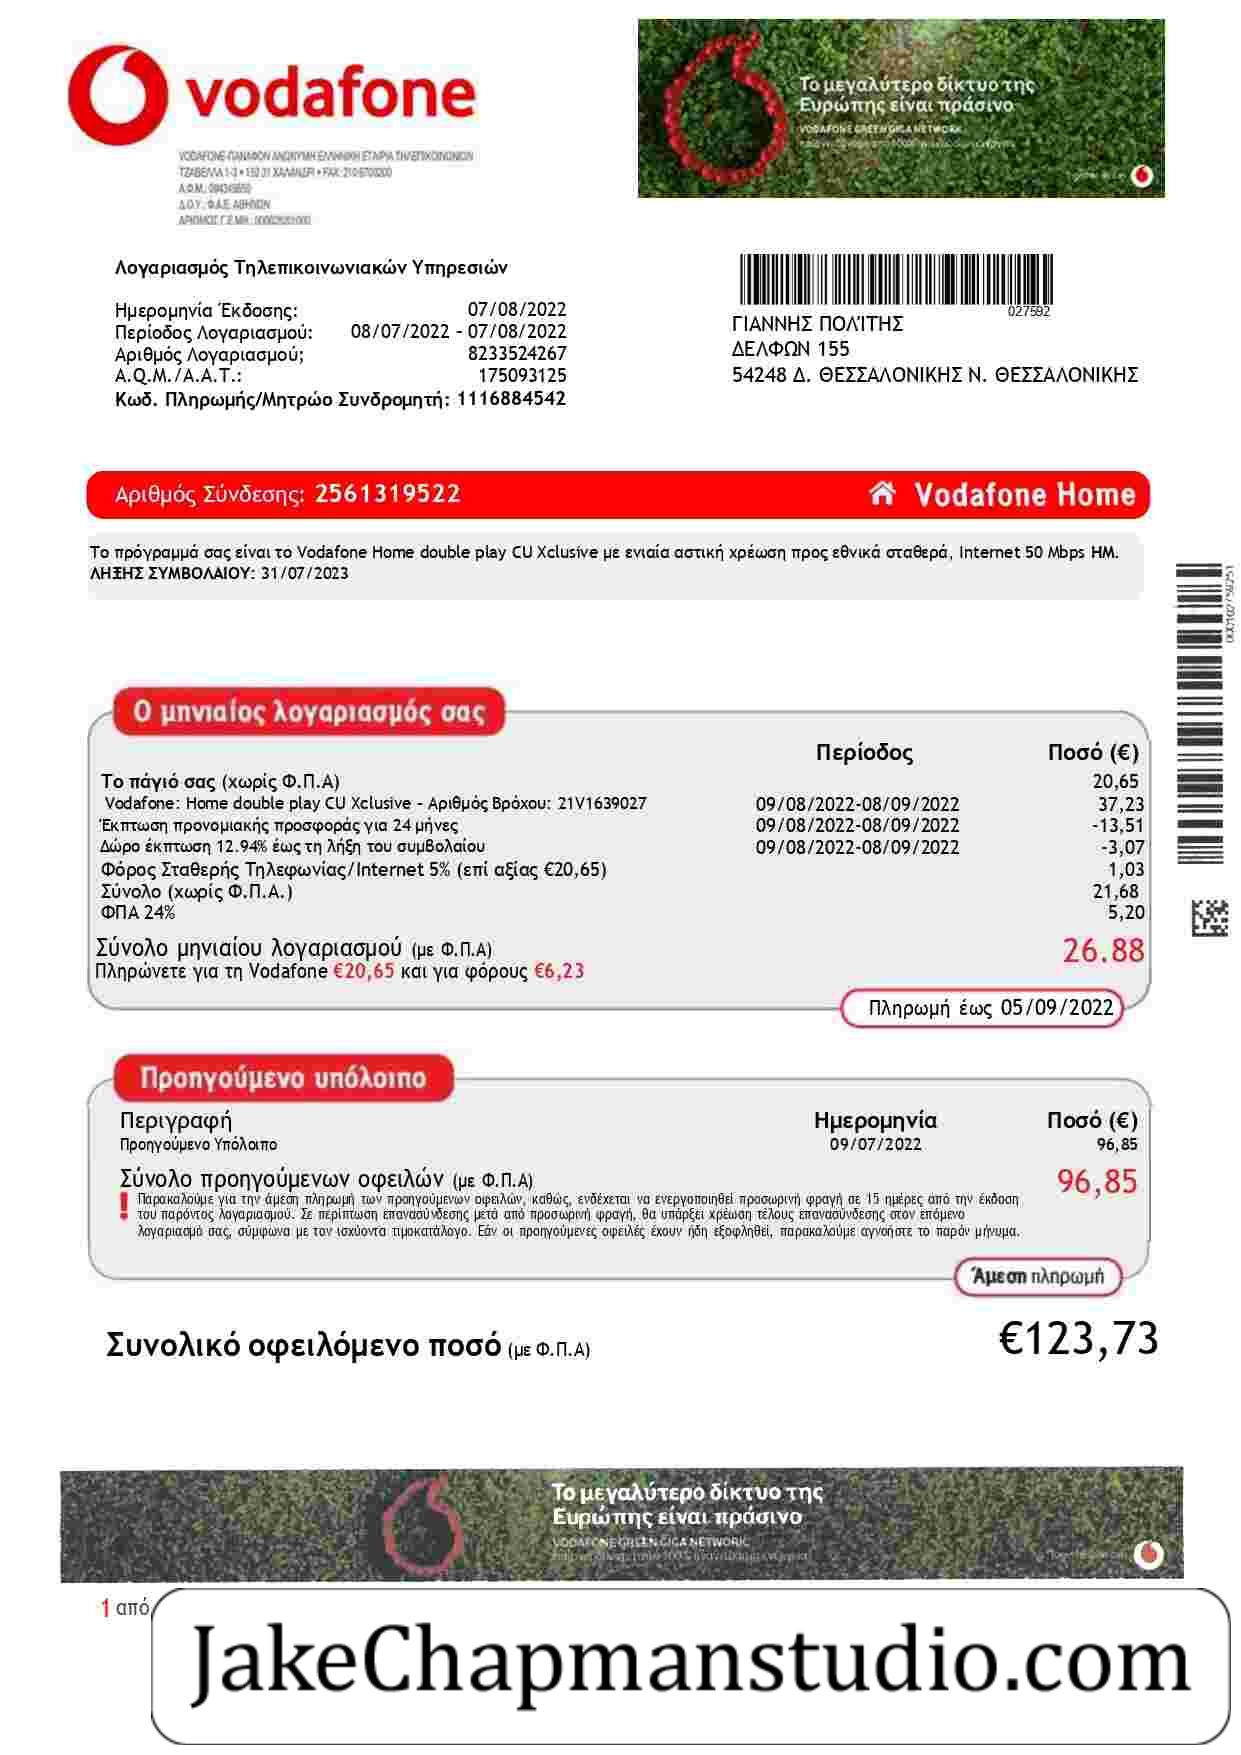 vodafone
VODAFONE-ΠΑΝΑΦΟΝ ΑΝΩΝΥΜΗ ΕΛΛΗΝΙΚΗ ΕΤΑΙΡΙΑ ΤΗΛΕΠΙΚΟΙΝΩΝΙΩΝ
ΤΖΑΒΕΛΛΑ 1-3 • 152 31 ΧΑΛΑΝΔΡΙ • FAX: 210 6703200
Α.Φ.Μ.:
Δ.Ο.Υ.: Φ.Α.Ε. ΑΘΗΝΩΝ
ΑΡΙΘΜΟΣ Γ.Ε.ΜΗ.:
Το μεγαλύτερο δίκτυο της
Ευρώπης είναι πράσινο
VODAFONE GREEN GIGA NETWORK
Λογαριασμός Τηλεπικοινωνιακών Υπηρεσιών
Ημερομηνία Έκδοσης: 07/08/2022
Περίοδος Λογαριασμού: 08/07/2022 - 07/08/2022
Αριθμός Λογαριασμού; 8233524267
A.Q.M./A.A.T.: 175093125
Κωδ. Πληρωμής/Μητρώο Συνδρομητή: 1116884542
027592
ΓΙΑΝΝΗΣ ΠΟΛΊΤΗΣ
ΔΕΛΦΩΝ 155
54248 Δ. ΘΕΣΣΑΛΟΝΙΚΗΣ Ν. ΘΕΣΣΑΛΟΝΙΚΗΣ
Αριθμός Σύνδεσης: 2561319522 Vodafone Home
Το πρόγραμμά σας είναι το Vodafone Home double play CU Xclusive με ενιαία αστική χρέωση προς εθνικά σταθερά, Internet 50 Mbps ΗΜ.
ΛΗΞΗΣ ΣΥΜΒΟΛΑΙΟΥ: 31/07/2023
Ο μηνιαίος λογαριασμός σας
Περίοδος Ποσό (€)
Το πάγιό σας (χωρίς Φ.Π.Α) 20,65
Vodafone: Home double play CU Xclusive - Αριθμός Βρόχου: 21V1639027 09/08/2022-08/09/2022 37,23
Έκπτωση προνομιακής προσφοράς για 24 μήνες 09/08/2022-08/09/2022 -13,51
Δώρο έκπτωση 12.94% έως τη λήξη του συμβολαίου 09/08/2022-08/09/2022 -3,07
Φόρος Σταθερής Τηλεφωνίας/Internet 5% (επί αξίας €20,65) 1,03
Σύνολο (χωρίς Φ.Π.Α.) 21,68
ΦΠΑ 24% 5,20
Σύνολο μηνιαίου λογαριασμού (με Φ.Π.Α) 26.88
Πληρώνετε για τη Vodafone €20,65 και για φόρους €6,23
Πληρωμή έως 05/09/2022
Προηγούμενο υπόλοιπο
Περιγραφή Ημερομηνία Ποσό (€)
Προηγούμενο Υπόλοιπο 09/07/2022 96,85
Σύνολο προηγούμενων οφειλών (με Φ.Π.Α) 96,85
Παρακαλούμε για την άμεση πληρωμή των προηγούμενων οφειλών, καθώς, ενδέχεται να ενεργοποιηθεί προσωρινή φραγή σε 15 ημέρες από την έκδοση
του παρόντος λογαριασμού. Σε περίπτωση επανασύνδεσης μετά από προσωρινή φραγή, θα υπάρξει χρέωση τέλους επανασύνδεσης στον επόμενο
λογαριασμό σας, σύμφωνα με τον ισχύοντα τιμοκατάλογο. Εάν οι προηγούμενες οφειλές έχουν ήδη εξοφληθεί, παρακαλούμε αγνοήστε το παρόν μήνυμα.
Άμεση πληρωμή
Συνολικό οφειλόμενο ποσό (με Φ.Π.Α) €123,73
Το μεγαλύτερο δίκτυο της
Ευρώπης είναι πράσινο
VODAFONE GREEN GIGA NETWORK
1 από
JakeChapmanstudio.com